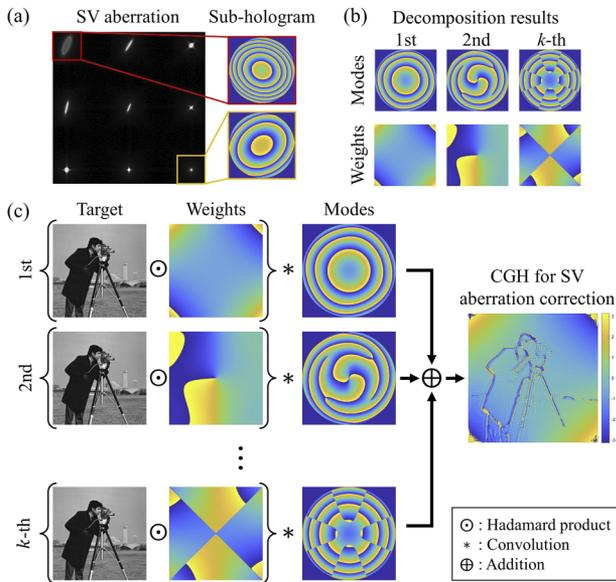 (a) SV aberration Sub-hologram
(b) Decomposition results
1st 2nd k-th
Modes
Weights
(c) Target Weights Modes
1st
2nd
k-th
CGH for SV
aberration correction
⊙ : Hadamard product
* : Convolution
⊕ : Addition